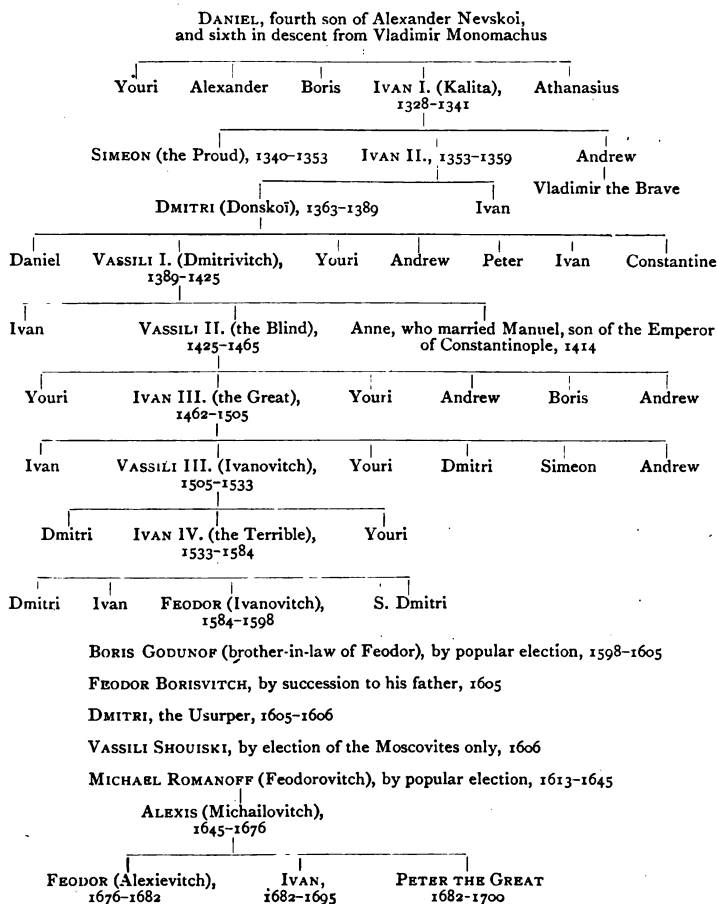 DANIEL, fourth son of Alexander Nevskoi,
and sixth in descent from Vladimir Monomachus
Youri Alexander Boris IVAN I. (Kalita), Athanasius
1328-1341
SIMEON (the Proud), 1340-1353 IVAN II., 1353-1359 Andrew
Vladimir the Brave
DMITRI (Donskoï), 1363-1389 Ivan
Daniel VASSILI I. (Dmitrivitch), Youri Andrew Peter Ivan Constantine
1389-1425
Ivan VASSILI II. (the Blind), Anne, who married Manuel, son of the Emperor
1425-1465 of Constantinople, 1414
Youri IVAN III. (the Great), Youri Andrew Boris Andrew
1462-1505
Ivan VASSILI III. (Ivanovitch), Youri Dmitri Simeon Andrew
1505-1533
Dmitri IVAN IV. (the Terrible), Youri
1533-1584
Dmitri Ivan FEODOR (Ivanovitch), S. Dmitri
1584-1598
BORIS GODUNOF (brother-in-law of Feodor), by popular election, 1598-1605
FEODOR BORISVITCH, by succession to his father, 1605
DMITRI, the Usurper, 1605-1606
VASSILI SHOUISKI, by election of the Moscovites only, 1606
MICHAEL ROMANOFF (Feodorovitch), by popular election, 1613-1645
ALEXIS (Michailovitch),
1645-1676
FEODOR (Alexievitch), IVAN, PETER THE GREAT
1676-1682 1682-1695 1682-1700